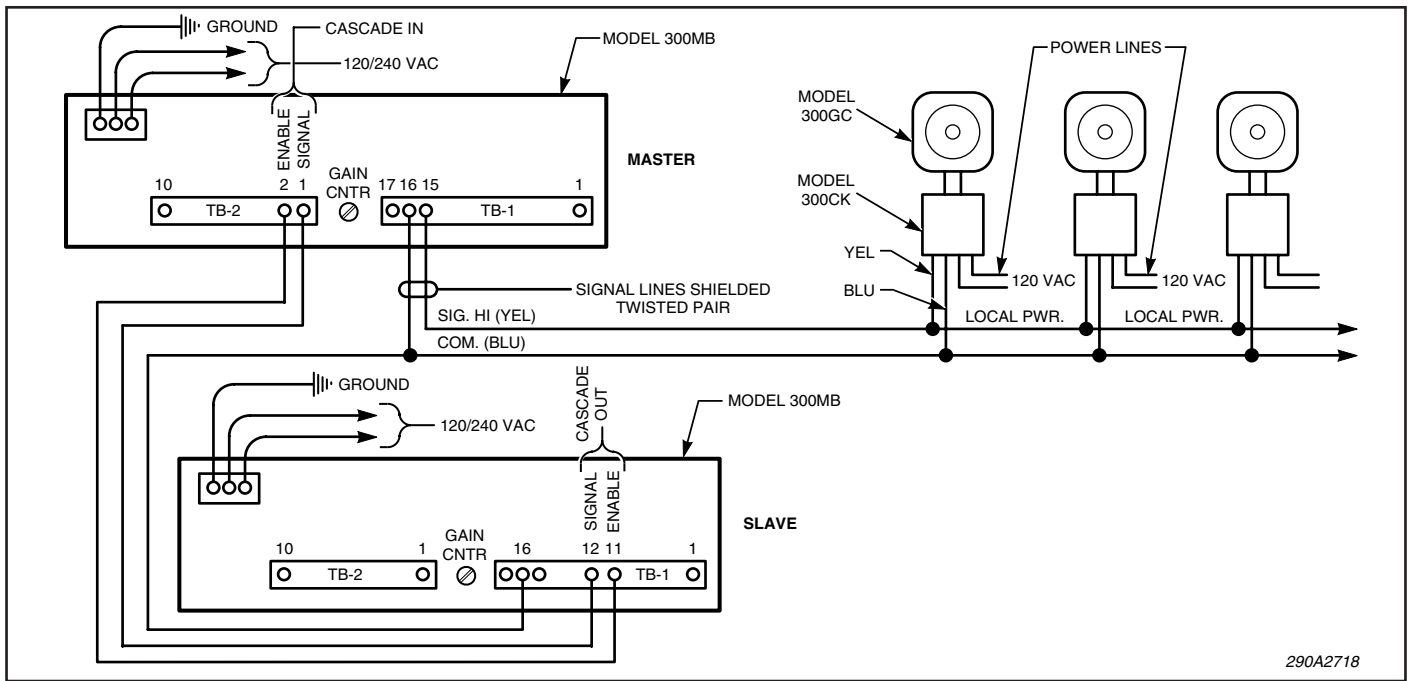 GROUND
CASCADE IN
MODEL 300MB
120/240 VAC
ENABLE
SIGNAL
MASTER
10
2 1
GAIN
CNTR
17 16 15
1
TB-2
TB-1
POWER LINES
MODEL
300GC
MODEL
300CK
YEL
BLU
120 VAC
120 VAC
SIGNAL LINES SHIELDED
TWISTED PAIR
SIG. HI (YEL)
LOCAL PWR.
LOCAL PWR.
COM. (BLU)
GROUND
CASCADE
OUT
MODEL 300MB
120/240 VAC
SIGNAL
ENABLE
SLAVE
10
1
GAIN
CNTR
16
12 11
1
TB-2
TB-1
290A2718